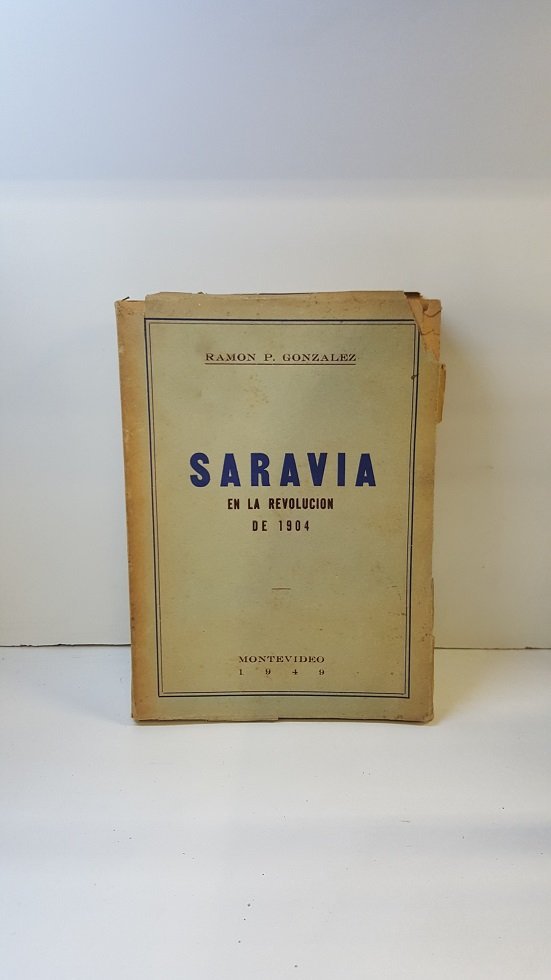 RAMON P. GONZALEZ
SARAVIA
EN LA REVOLUCION
DE 1904
MONTEVIDEO
1949